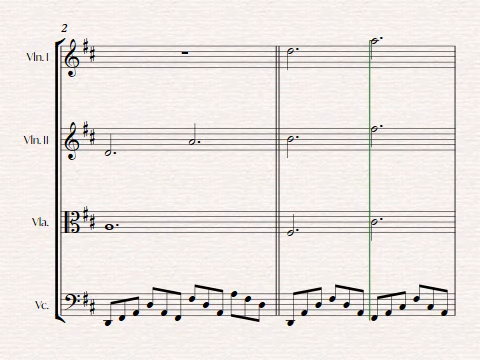 2
Vln. I
Vln. II
Vla.
Vc.